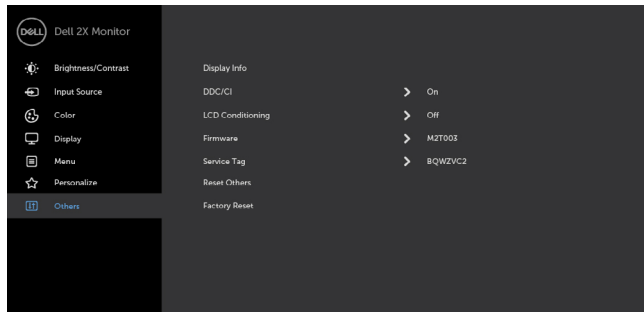 DELL Dell 2X Monitor
Brightness/Contrast Display Info
Input Source DDC/CI On
Color LCD Conditioning Off
Display Firmware M2T003
Menu Service Tag BQWZVC2
Personalize Reset Others
Others Factory Reset